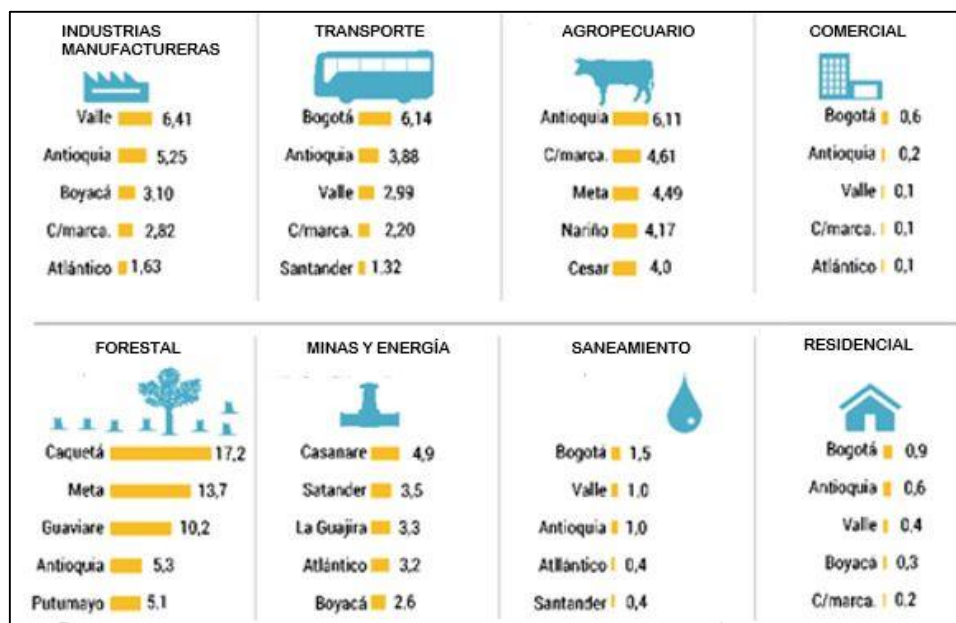 INDUSTRIAS
MANUFACTURERAS
Valle 6,41
Antioquia 5,25
Boyacá 3,10
C/marca. 2,82
Atlántico 1,63
TRANSPORTE
Bogotá 6,14
Antioquia 3,88
Valle 2,99
C/marca. 2,20
Santander 1,32
AGROPECUARIO
Antioquia 6,11
C/marca. 4,61
Meta 4,49
Nariño 4,17
Cesar 4,0
COMERCIAL
Bogotá 0,6
Antioquia 0,2
Valle 0,1
C/marca. 0,1
Atlántico 0,1
FORESTAL
Caquetá 17,2
Meta 13,7
Guaviare 10,2
Antioquia 5,3
Putumayo 5,1
MINAS Y ENERGÍA
Casanare 4,9
Satander 3,5
La Guajira 3,3
Atlántico 3,2
Boyacá 2,6
SANEAMIENTO
Bogotá 1,5
Valle 1,0
Antioquia 1,0
Atllántico 0,4
Santander 0,4
RESIDENCIAL
Bogotá 0,9
Antioquia 0,6
Valle 0,4
Boyacá 0,3
C/marca. 0,2